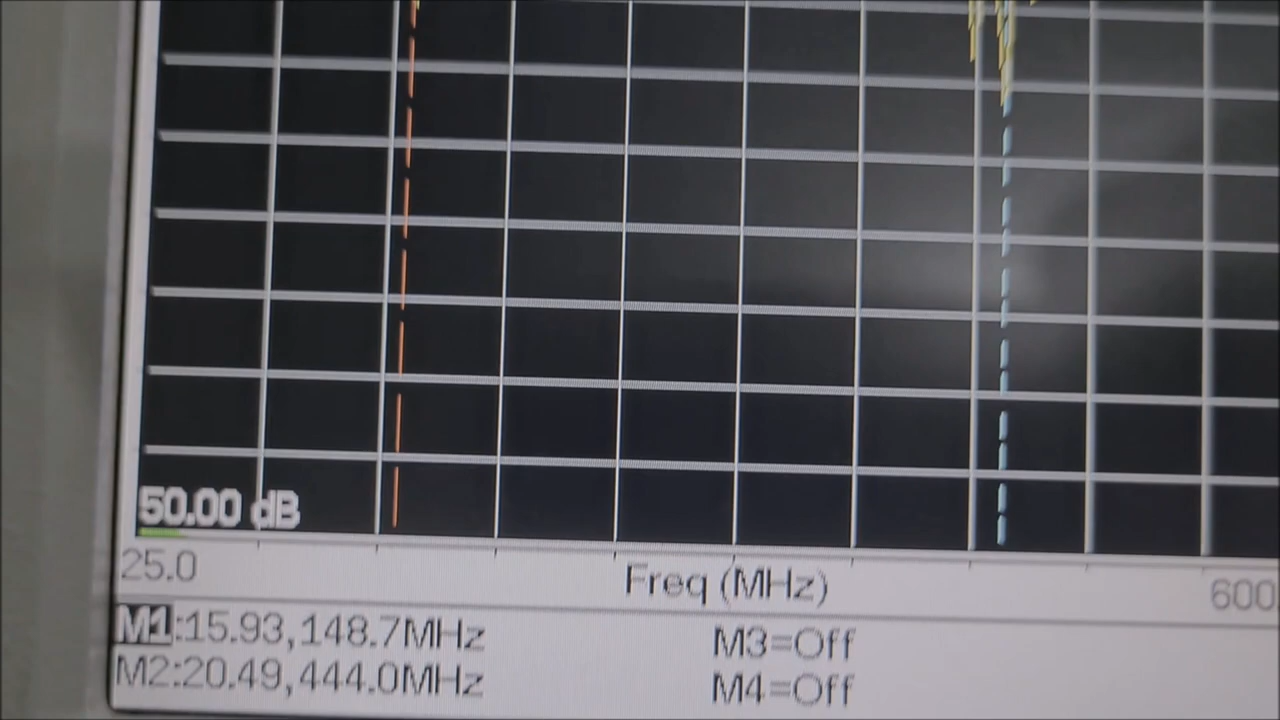 50.00 dB
25.0 Freq (MHz) 600
M1:15.93,148.7MHz M3=Off
M2:20.49,444.0MHz M4=Off